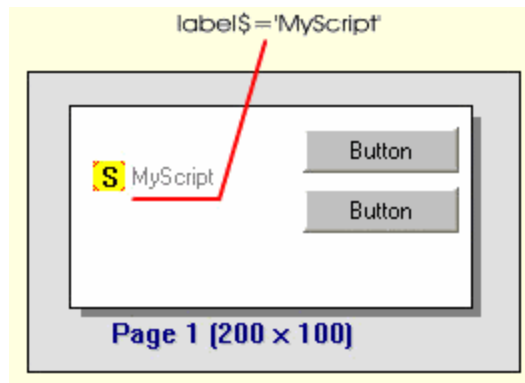 label$='MyScript'
Button
S MyScript
Button
Page 1 (200 x 100)